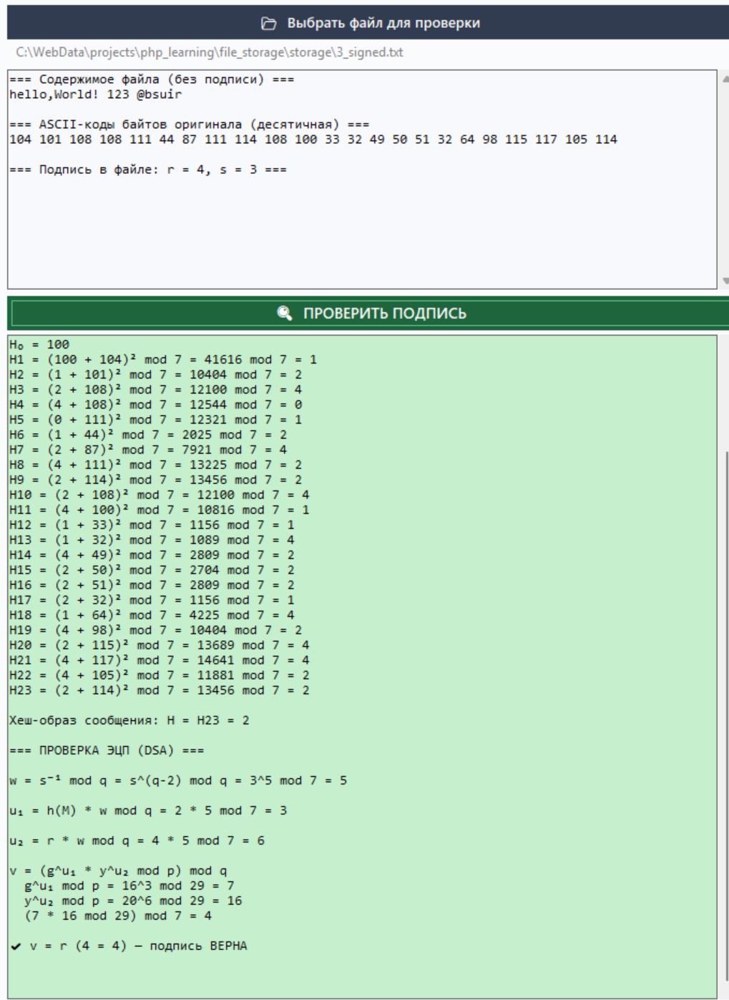 Выбрать файл для проверки
C:\WebData\projects\php_learning\file_storage\storage\3_signed.txt
=== Содержимое файла (без подписи) ===
hello,World! 123 @bsuir
=== ASCII-коды байтов оригинала (десятичная) ===
104 101 108 108 111 44 87 111 114 108 100 33 32 49 50 51 32 64 98 115 117 105 114
=== Подпись в файле: r = 4, s = 3 ===
ПРОВЕРИТЬ ПОДПИСЬ
H₀ = 100
H1 = (100 + 104)² mod 7 = 41616 mod 7 = 1
H2 = (1 + 101)² mod 7 = 10404 mod 7 = 2
H3 = (2 + 108)² mod 7 = 12100 mod 7 = 4
H4 = (4 + 108)² mod 7 = 12544 mod 7 = 0
H5 = (0 + 111)² mod 7 = 12321 mod 7 = 1
H6 = (1 + 44)² mod 7 = 2025 mod 7 = 2
H7 = (2 + 87)² mod 7 = 7921 mod 7 = 4
H8 = (4 + 111)² mod 7 = 13225 mod 7 = 2
H9 = (2 + 114)² mod 7 = 13456 mod 7 = 2
H10 = (2 + 108)² mod 7 = 12100 mod 7 = 4
H11 = (4 + 100)² mod 7 = 10816 mod 7 = 1
H12 = (1 + 33)² mod 7 = 1156 mod 7 = 1
H13 = (1 + 32)² mod 7 = 1089 mod 7 = 4
H14 = (4 + 49)² mod 7 = 2809 mod 7 = 2
H15 = (2 + 50)² mod 7 = 2704 mod 7 = 2
H16 = (2 + 51)² mod 7 = 2809 mod 7 = 2
H17 = (2 + 32)² mod 7 = 1156 mod 7 = 1
H18 = (1 + 64)² mod 7 = 4225 mod 7 = 4
H19 = (4 + 98)² mod 7 = 10404 mod 7 = 2
H20 = (2 + 115)² mod 7 = 13689 mod 7 = 4
H21 = (4 + 117)² mod 7 = 14641 mod 7 = 4
H22 = (4 + 105)² mod 7 = 11881 mod 7 = 2
H23 = (2 + 114)² mod 7 = 13456 mod 7 = 2
Хеш-образ сообщения: H = H23 = 2
=== ПРОВЕРКА ЭЦП (DSA) ===
w = s⁻¹ mod q = s^(q-2) mod q = 3^5 mod 7 = 5
u₁ = h(M) * w mod q = 2 * 5 mod 7 = 3
u₂ = r * w mod q = 4 * 5 mod 7 = 6
v = (g^u₁ * y^u₂ mod p) mod q
g^u₁ mod p = 16^3 mod 29 = 7
y^u₂ mod p = 20^6 mod 29 = 16
(7 * 16 mod 29) mod 7 = 4
✔ v = r (4 = 4) — подпись ВЕРНА